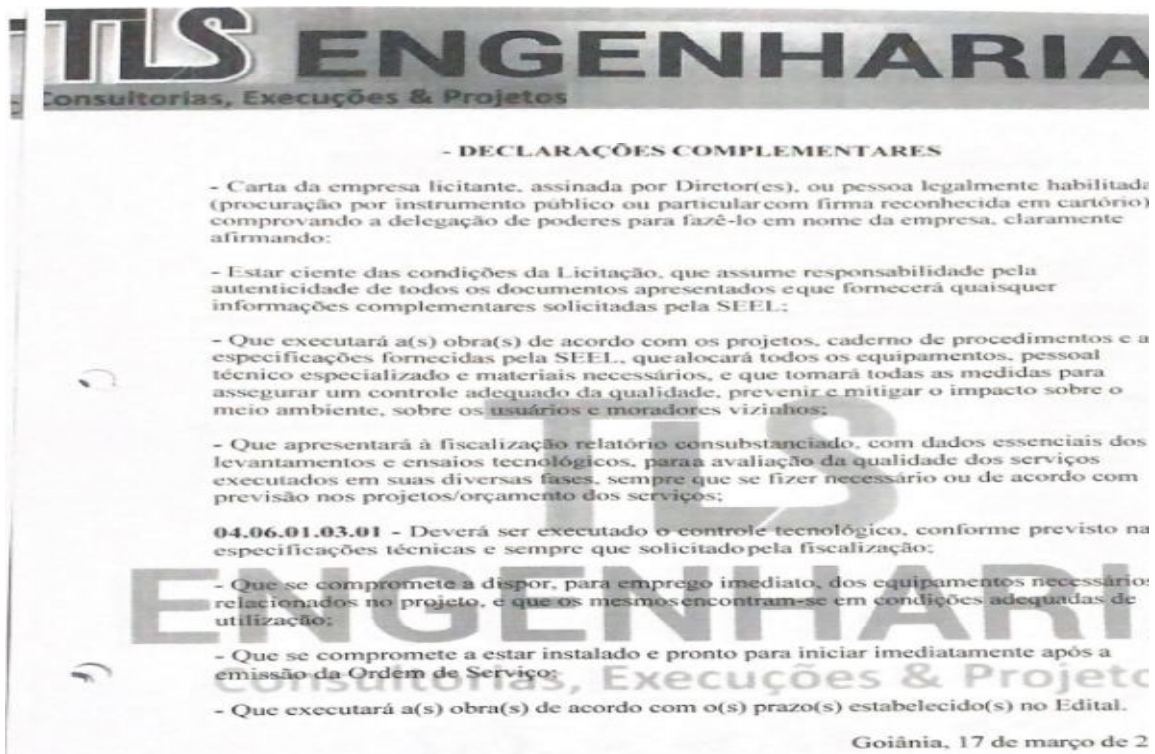 TLS ENGENHARIA
Consultorias, Execuções & Projetos
- DECLARAÇÕES COMPLEMENTARES
- Carta da empresa licitante, assinada por Diretor(es), ou pessoa legalmente habilitada
(procuração por instrumento público ou particular com firma reconhecida em cartório)
comprovando a delegação de poderes para fazê-lo em nome da empresa, claramente
afirmando:
- Estar ciente das condições da Licitação, que assume responsabilidade pela
autenticidade de todos os documentos apresentados eque fornecerá quaisquer
informações complementares solicitadas pela SEEL;
- Que executará a(s) obra(s) de acordo com os projetos, caderno de procedimentos e a
especificações fornecidas pela SEEL, quealocará todos os equipamentos, pessoal
técnico especializado e materiais necessários, e que tomará todas as medidas para
assegurar um controle adequado da qualidade, prevenir e mitigar o impacto sobre o
meio ambiente, sobre os usuários e moradores vizinhos;
- Que apresentará à fiscalização relatório consubstanciado, com dados essenciais dos
levantamentos e ensaios tecnológicos, paraa avaliação da qualidade dos serviços
executados em suas diversas fases, sempre que se fizer necessário ou de acordo com
previsão nos projetos/orçamento dos serviços;
04.06.01.03.01 - Deverá ser executado o controle tecnológico, conforme previsto na
especificações técnicas e sempre que solicitado pela fiscalização;
- Que se compromete a dispor, para emprego imediato, dos equipamentos necessários
relacionados no projeto, e que os mesmos encontram-se em condições adequadas de
utilização;
- Que se compromete a estar instalado e pronto para iniciar imediatamente após a
emissão da Ordem de Serviço;
- Que executará a(s) obra(s) de acordo com o(s) prazo(s) estabelecido(s) no Edital.
Goiânia, 17 de março de 2
TLS
ENGENHARI
Consultorias, Execuções & Projeto